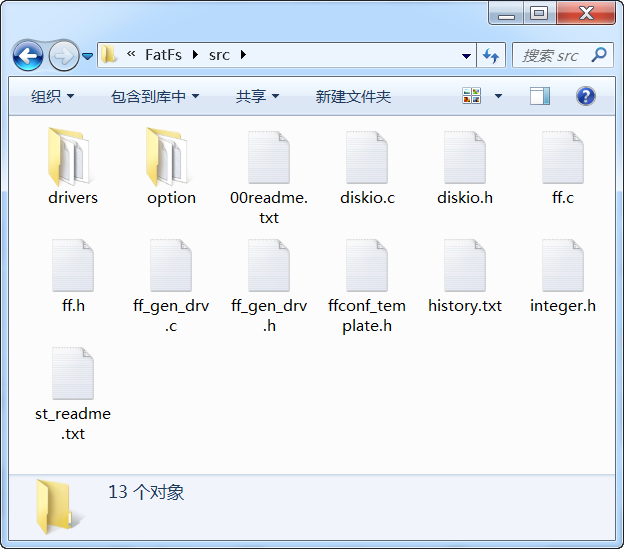 « FatFs src
搜索 src
组织 包含到库中 共享 新建文件夹
drivers option 00readme. diskio.c diskio.h ff.c
txt
ff.h ff_gen_drv ff_gen_drv ffconf_tem history.txt integer.h
.c .h plate.h
st_readme
.txt
13 个对象